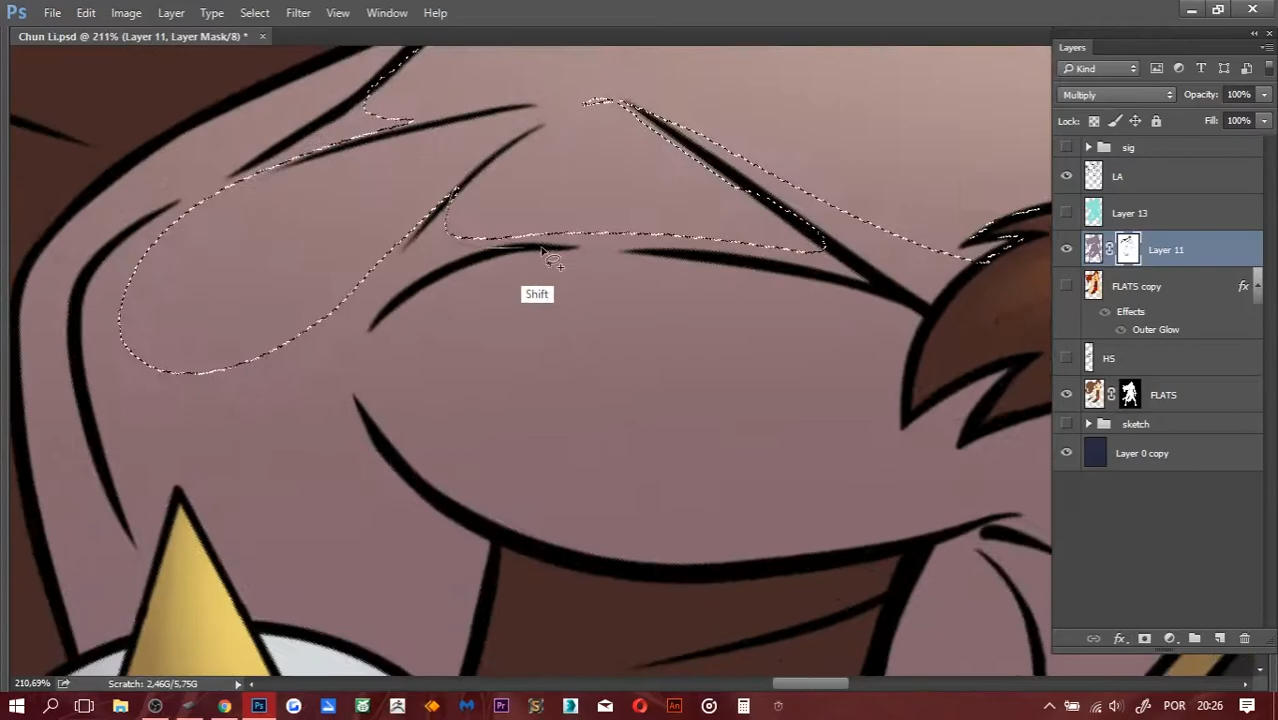 Ps File Edit Image Layer Type Select Filter View Window Help
Chun Li.psd @ 211% (Layer 11, Layer Mask/8) *
Layers
Kind
Multiply Opacity: 100%
Lock: Fill: 100%
sig
LA
Layer 13
Layer 11
FLATS copy fx
Effects
Outer Glow
HS
FLATS
sketch
Layer 0 copy
Shift
210,69% Scratch: 2,46G/5,75G
POR 20:26